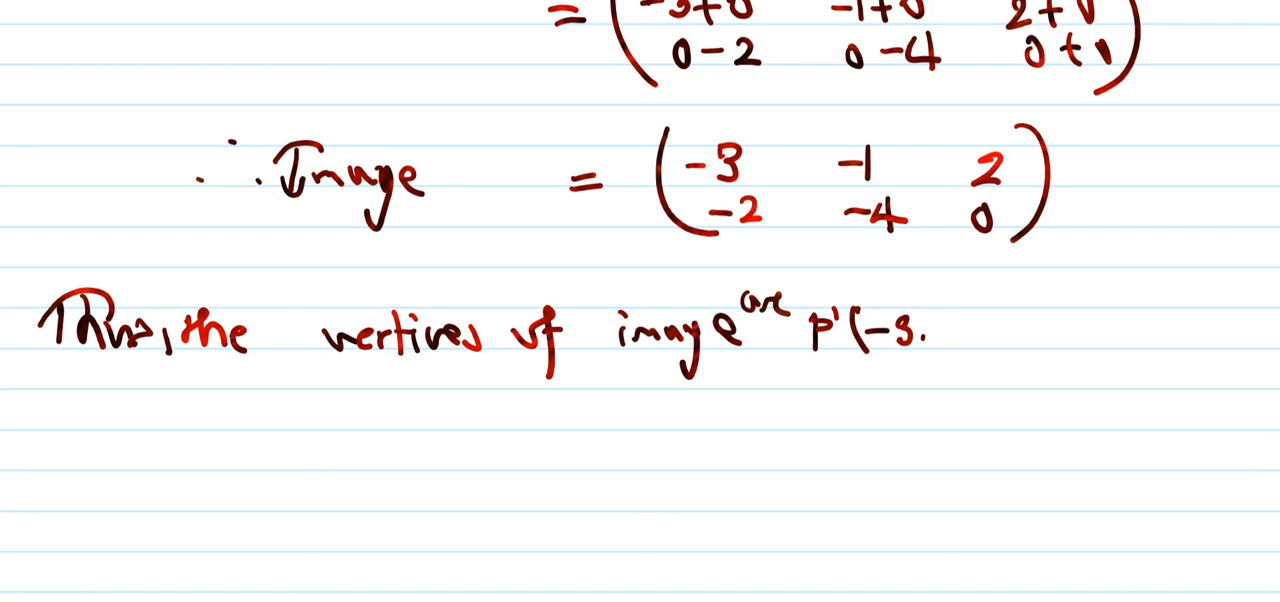 = ( -3+0 -1+0 2+0
0-2 0-4 0+0 )
∴ Image = ( -3 -1 2
-2 -4 0 )
Thus, the vertives of image are P'(-3.